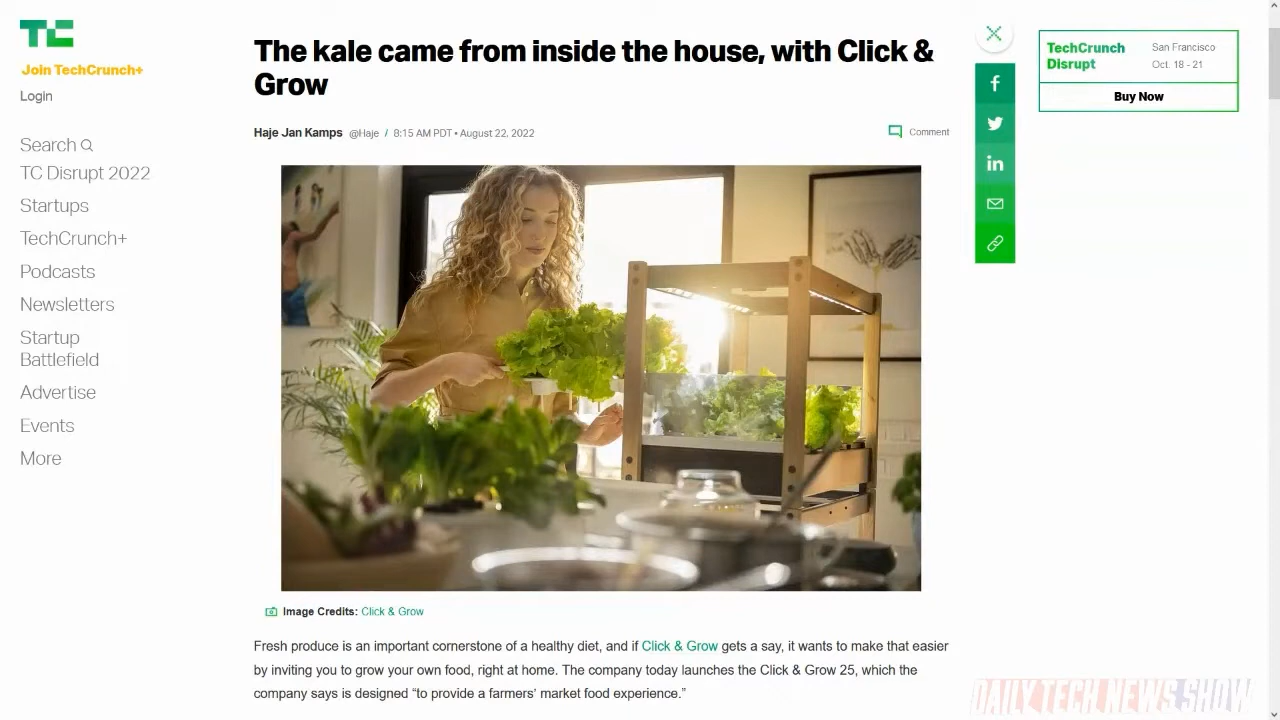 TC
Join TechCrunch+
Login
Search
TC Disrupt 2022
Startups
TechCrunch+
Podcasts
Newsletters
Startup
Battlefield
Advertise
Events
More
The kale came from inside the house, with Click &
Grow
Haje Jan Kamps @Haje / 8:15 AM PDT • August 22, 2022
Comment
Image Credits: Click & Grow
Fresh produce is an important cornerstone of a healthy diet, and if Click & Grow gets a say, it wants to make that easier
by inviting you to grow your own food, right at home. The company today launches the Click & Grow 25, which the
company says is designed “to provide a farmers’ market food experience.”
f
in
TechCrunch
Disrupt
San Francisco
Oct. 18 - 21
Buy Now
DAILY TECH NEWS SHOW